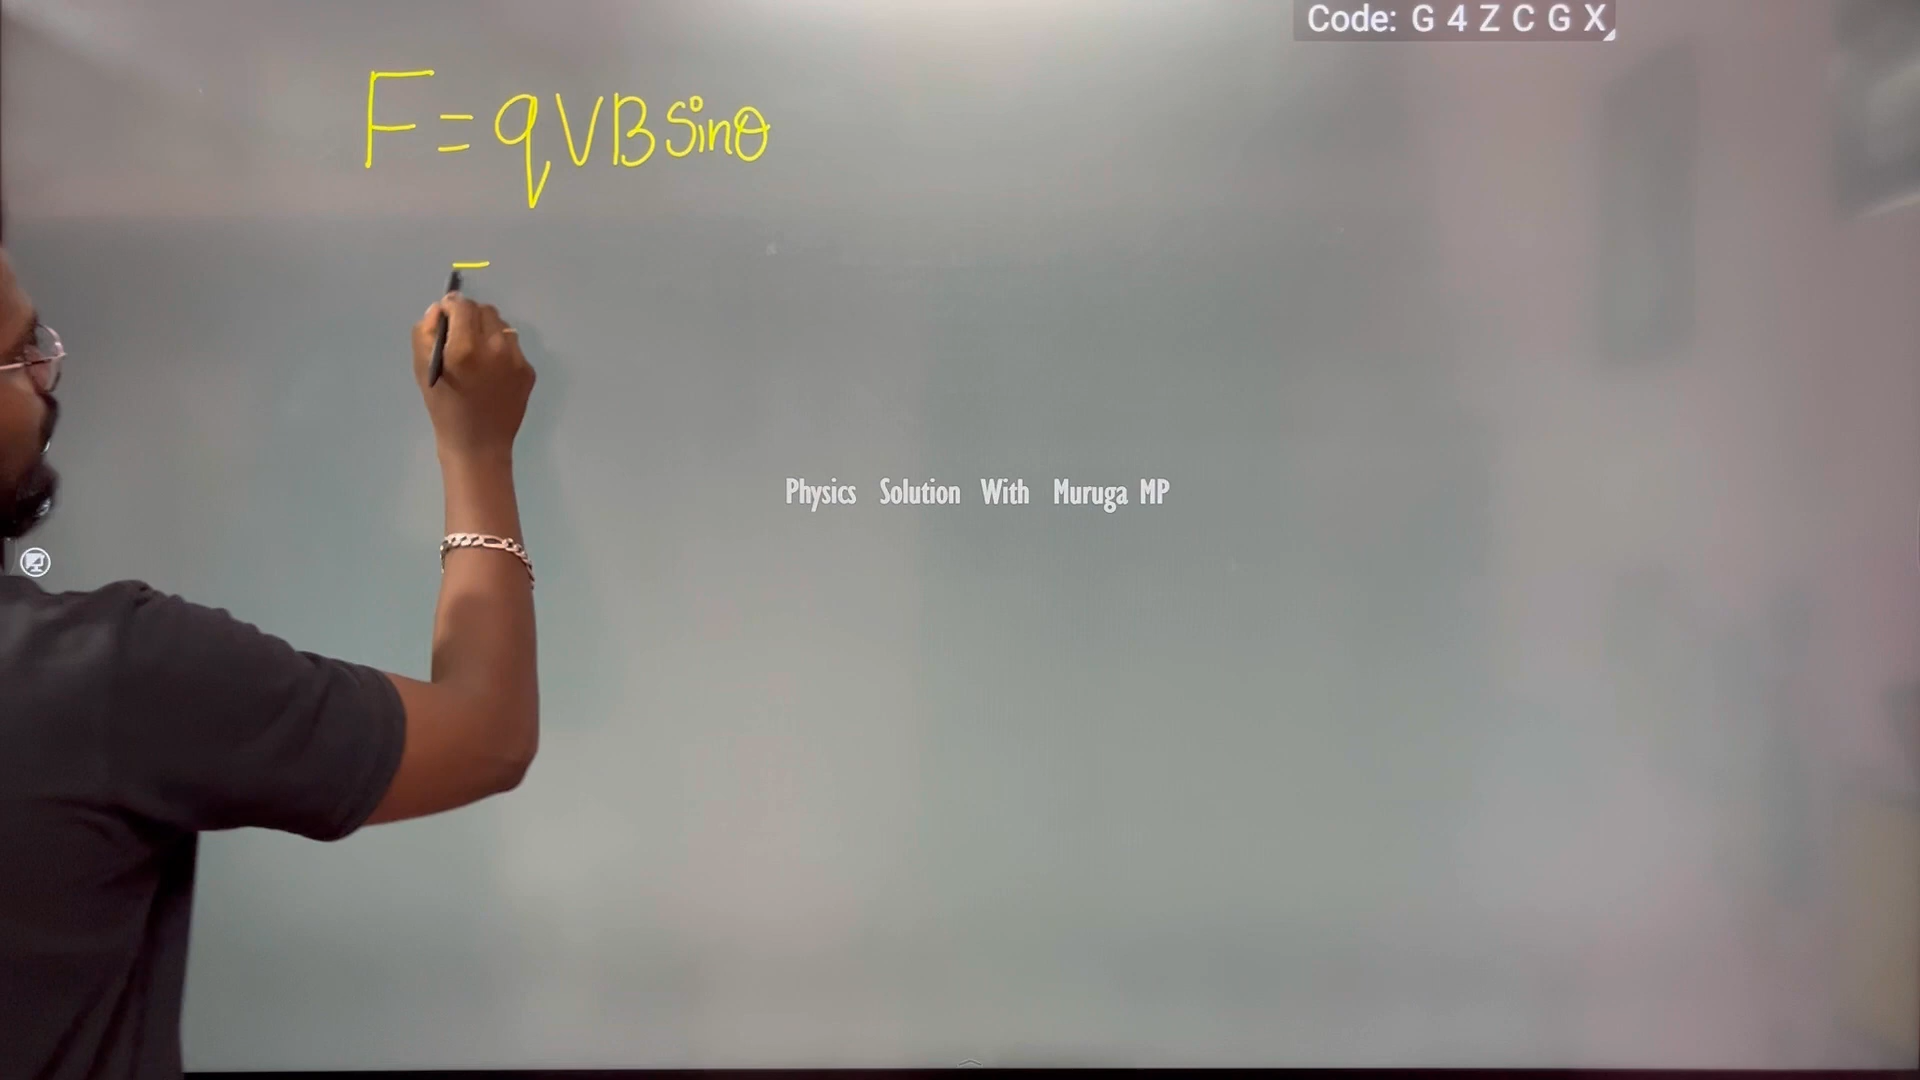 Code: G 4 Z C G X
F = qVB Sinθ
Physics Solution With Muruga MP